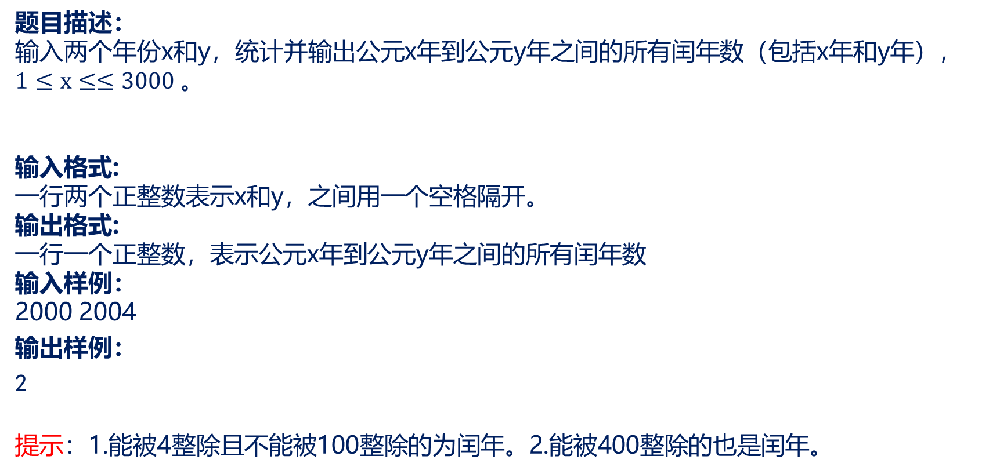 题目描述：
输入两个年份x和y，统计并输出公元x年到公元y年之间的所有闰年数（包括x年和y年），
1 ≤ x ≤≤ 3000 。
输入格式:
一行两个正整数表示x和y，之间用一个空格隔开。
输出格式:
一行一个正整数，表示公元x年到公元y年之间的所有闰年数
输入样例：
2000 2004
输出样例：
2
提示：1.能被4整除且不能被100整除的为闰年。2.能被400整除的也是闰年。